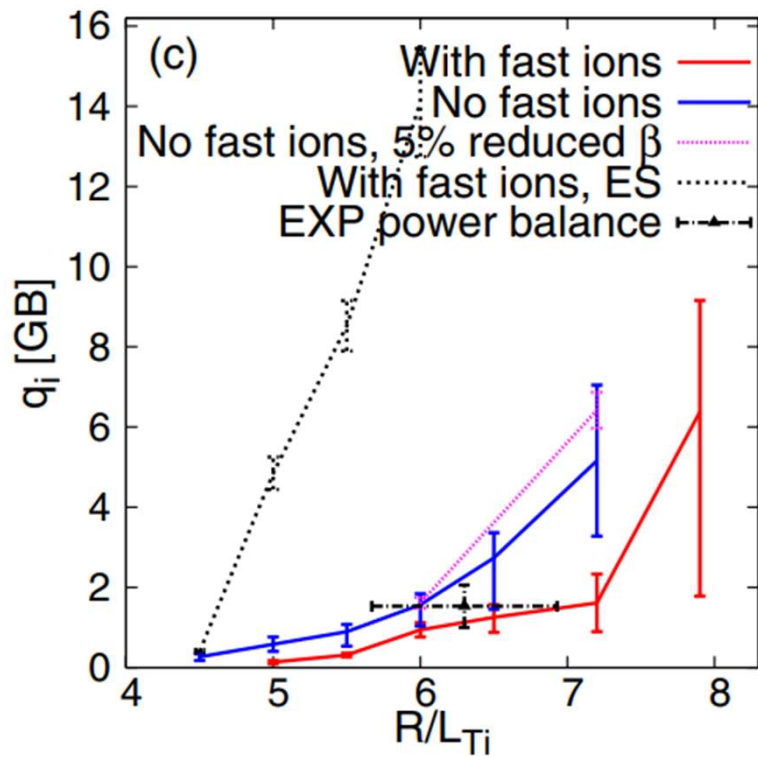 (c)
With fast ions
No fast ions
No fast ions, 5% reduced β
With fast ions, ES
EXP power balance
16
14
12
10
8
6
4
2
0
q_i [GB]
4 5 6 7 8
R/L_Ti